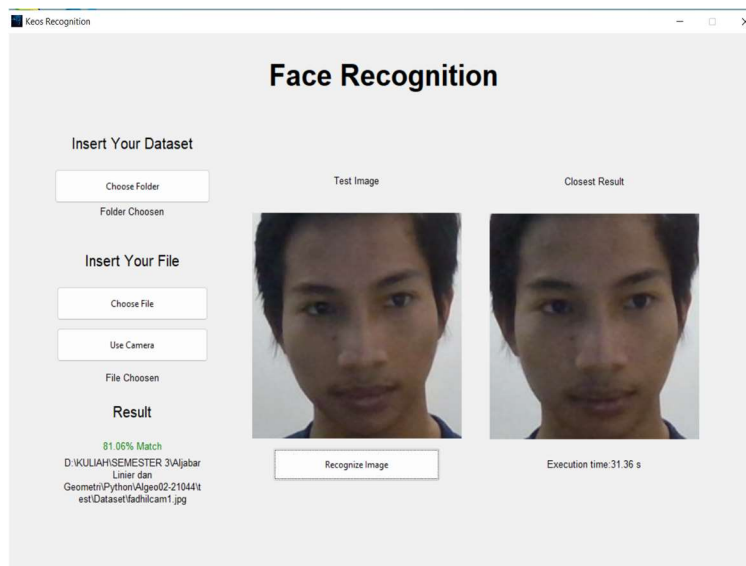 Keos Recognition
Face Recognition
Insert Your Dataset
Choose Folder
Folder Choosen
Insert Your File
Choose File
Use Camera
File Choosen
Result
81.06% Match
D:\KULIAH\SEMESTER 3\Aljabar
Linier dan
Geometri\Python\Algeo02-21044\t
est\Dataset\fadhilcam1.jpg
Test Image
Closest Result
Recognize Image
Execution time:31.36 s